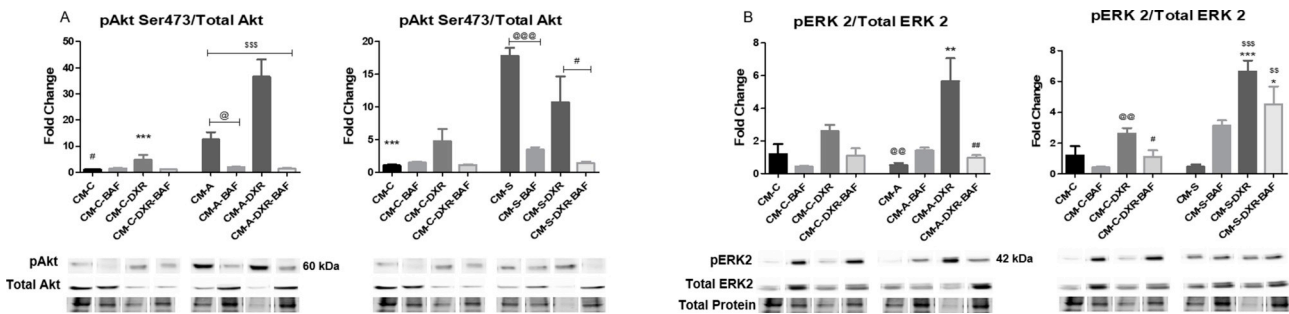 A
pAkt Ser473/Total Akt
pAkt Ser473/Total Akt
B
pERK 2/Total ERK 2
pERK 2/Total ERK 2
Fold Change
50
40
30
20
10
0
#
***
@
$$$
CM-C
CM-C-BAF
CM-C-DXR
CM-C-DXR-BAF
CM-A
CM-A-BAF
CM-A-DXR
CM-A-DXR-BAF
Fold Change
20
15
10
5
0
***
@@@
#
CM-C
CM-C-BAF
CM-C-DXR
CM-C-DXR-BAF
CM-S
CM-S-BAF
CM-S-DXR
CM-S-DXR-BAF
Fold Change
8
6
4
2
0
@@
**
##
CM-C
CM-C-BAF
CM-C-DXR
CM-C-DXR-BAF
CM-A
CM-A-BAF
CM-A-DXR
CM-A-DXR-BAF
Fold Change
8
6
4
2
0
@@
#
$$$
***
$$
*
CM-C
CM-C-BAF
CM-C-DXR
CM-C-DXR-BAF
CM-S
CM-S-BAF
CM-S-DXR
CM-S-DXR-BAF
pAkt
60 kDa
Total Akt
pERK2
42 kDa
Total ERK2
Total Protein